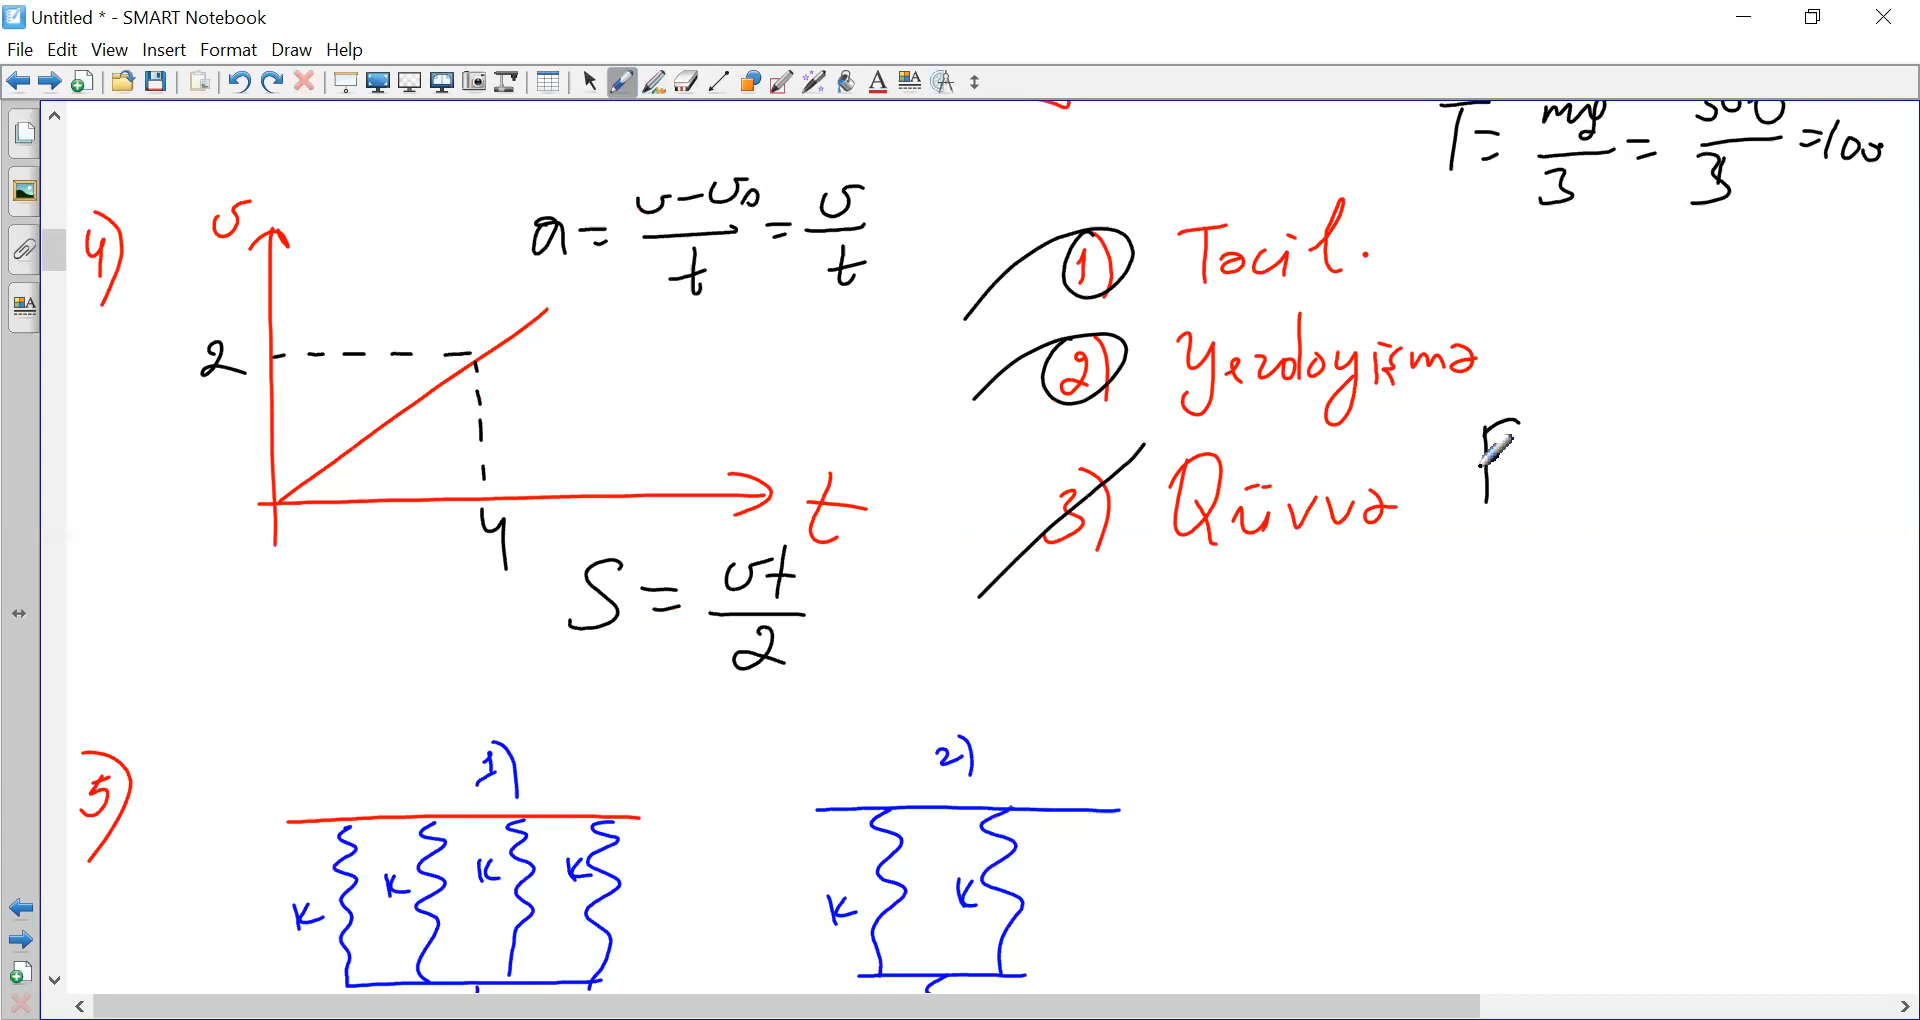 Untitled * - SMART Notebook
File Edit View Insert Format Draw Help
T = mg/3 = 300/3 = 100
4)
υ
a = υ-υ₀/t = υ/t
1) Təcil.
2
2) Yerdəyişmə
F
3) Qüvvə
t
4
S = υt/2
5)
1)
2)
K K K K
K K